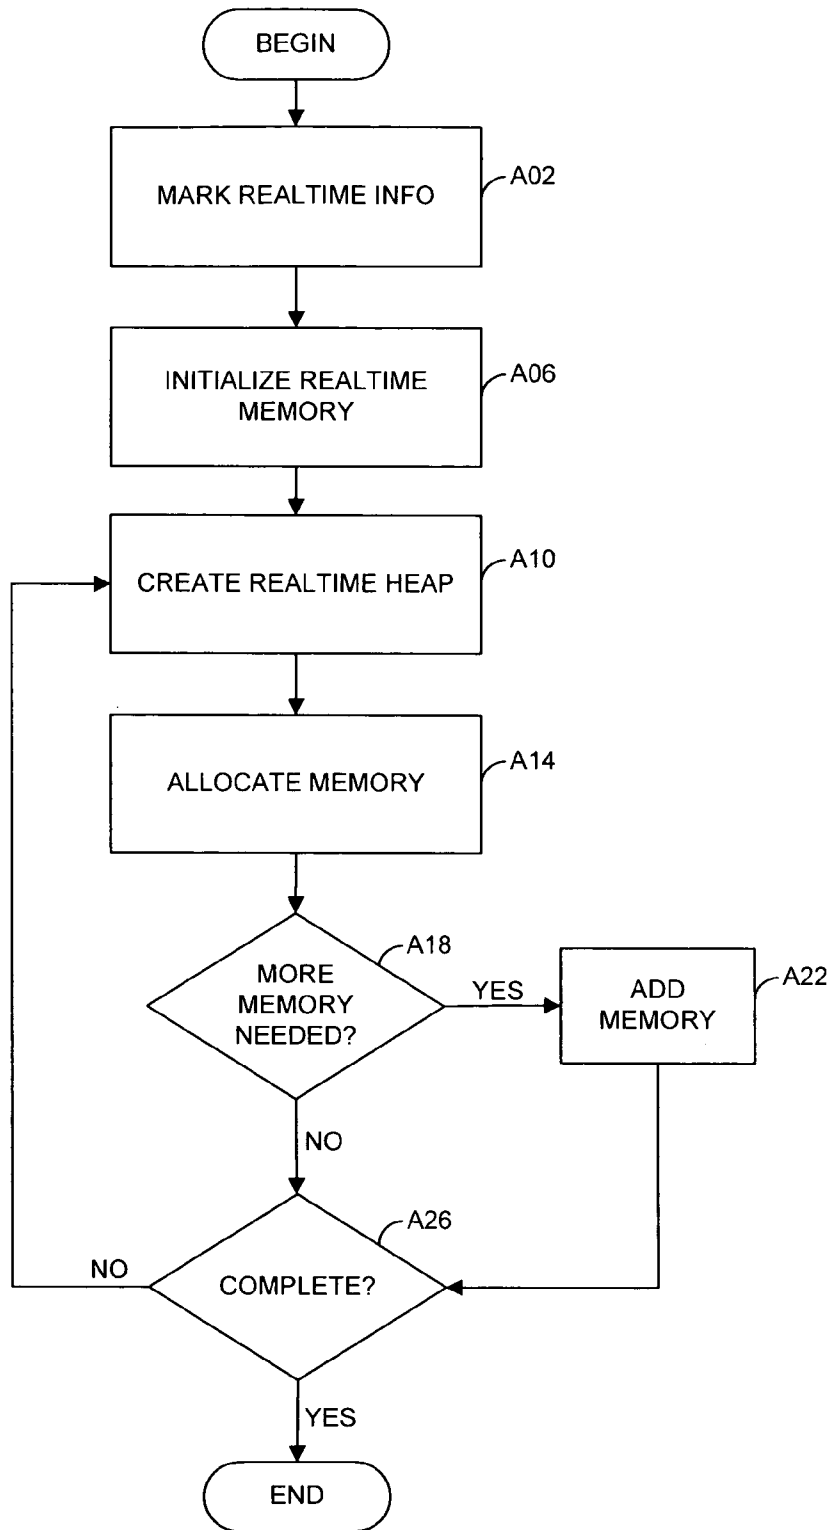 BEGIN
MARK REALTIME INFO
A02
INITIALIZE REALTIME
MEMORY
A06
CREATE REALTIME HEAP
A10
ALLOCATE MEMORY
A14
MORE
MEMORY
NEEDED?
A18
YES
ADD
MEMORY
A22
NO
COMPLETE?
A26
NO
YES
END